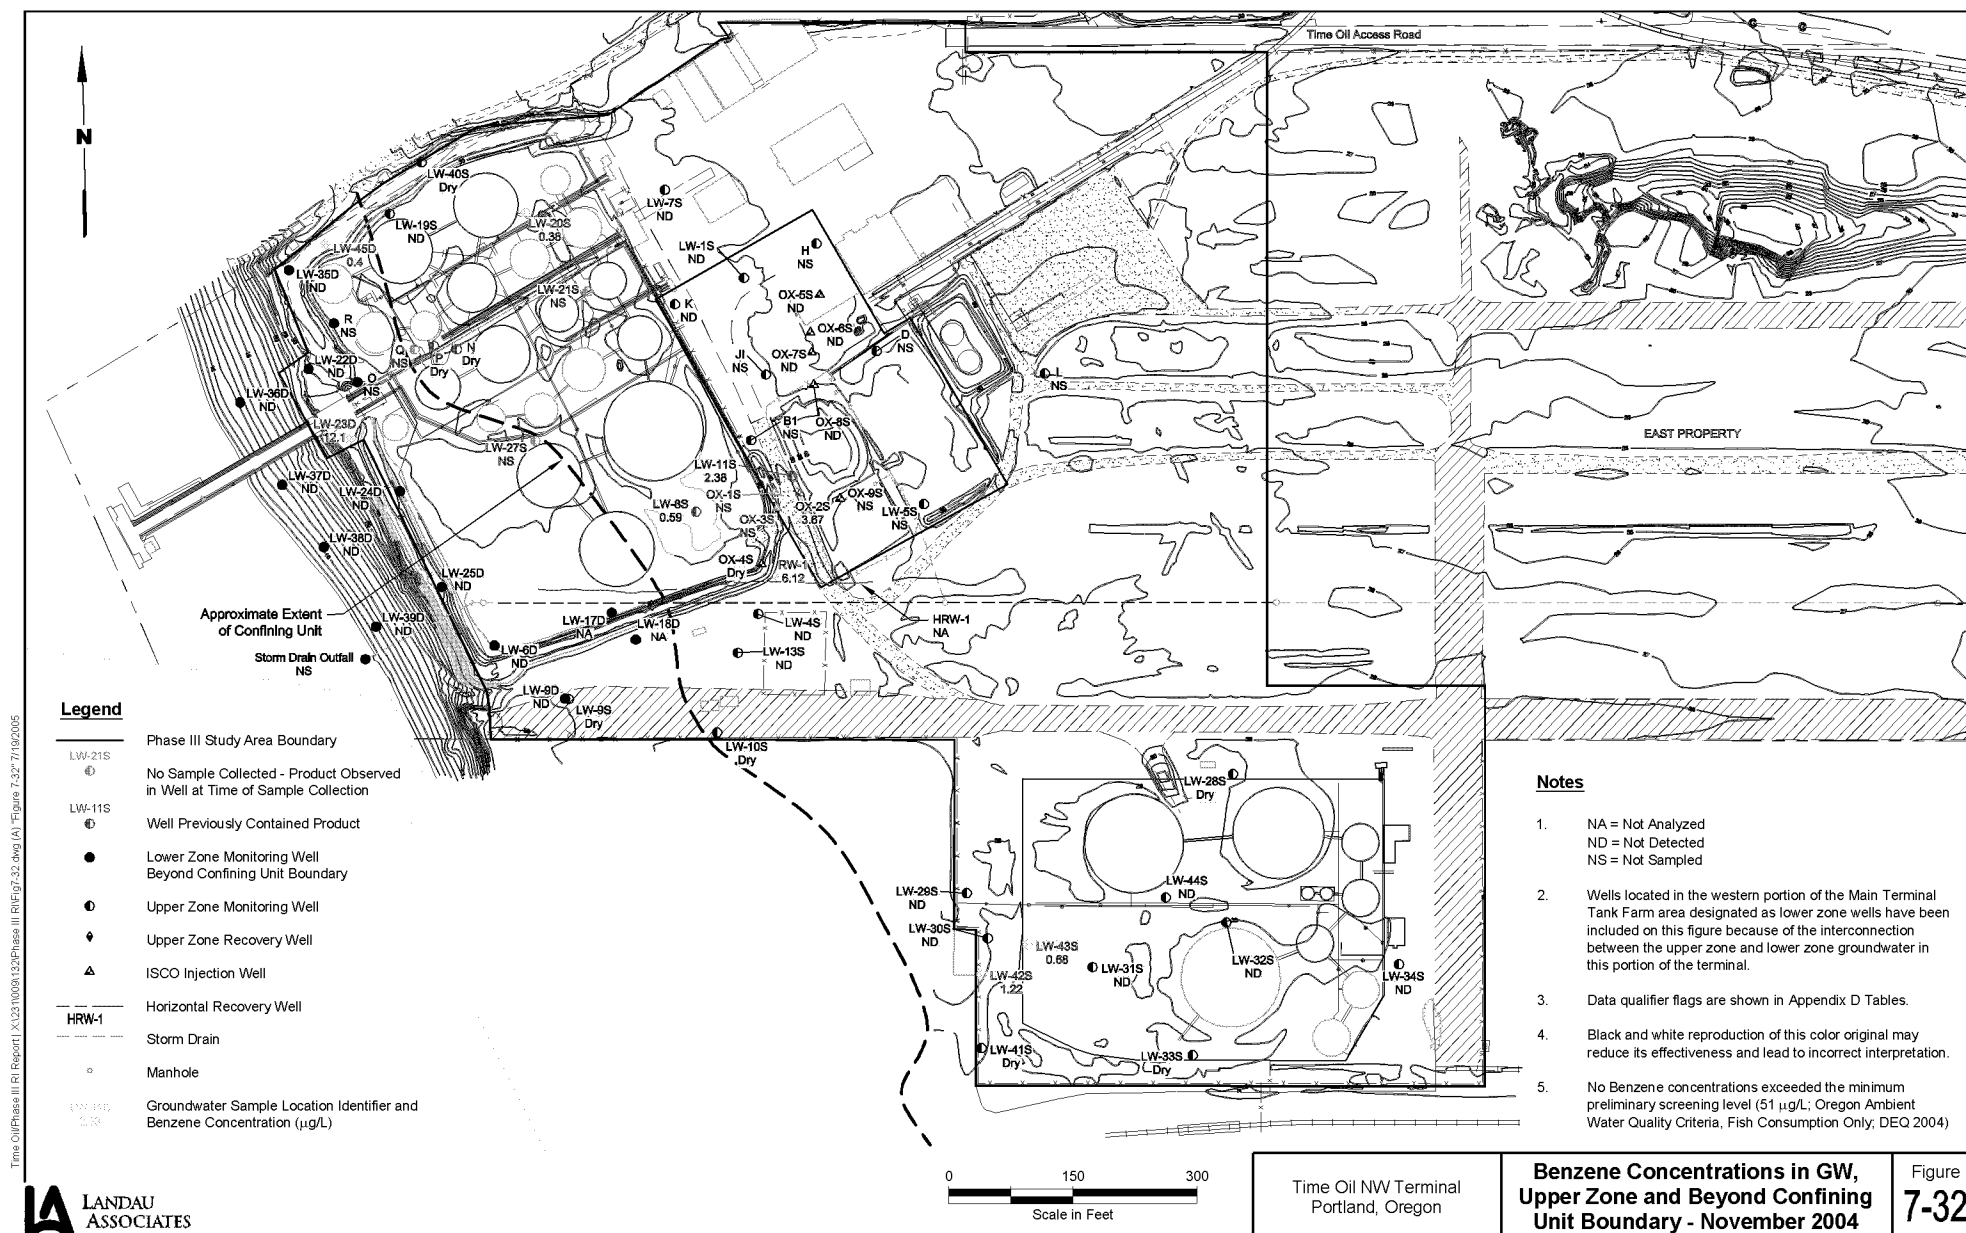 Time Oil Access Road
N
LW-40S
Dry
LW-7S
ND
LW-19S
ND
LW-20S
0.36
LW-1S
ND
H
NS
LW-45D
0.4
LW-35D
ND
LW-21S
NS
OX-5S
ND
K
ND
R
NS
OX-6S
ND
D
NS
Q
NS
P
Dry
N
Dry
JI
NS
OX-7S
ND
LW-22D
ND
O
NS
L
NS
LW-36D
ND
LW-23D
12.1
B1
NS
OX-8S
ND
EAST PROPERTY
LW-27S
NS
LW-11S
2.36
LW-37D
ND
LW-24D
ND
OX-1S
NS
LW-8S
0.59
OX-2S
3.67
OX-9S
NS
LW-5S
NS
OX-3S
NS
LW-38D
ND
OX-4S
Dry
RW-1
6.12
LW-25D
ND
Approximate Extent
of Confining Unit
LW-39D
ND
LW-17D
NA
LW-18D
NA
LW-4S
ND
HRW-1
NA
Storm Drain Outfall
NS
LW-6D
ND
LW-13S
ND
LW-9D
ND
LW-9S
Dry
LW-10S
Dry
LW-28S
Dry
LW-29S
ND
LW-44S
ND
LW-30S
ND
LW-43S
0.68
LW-31S
ND
LW-32S
ND
LW-34S
ND
LW-42S
1.22
LW-41S
Dry
LW-33S
Dry
Legend
Phase III Study Area Boundary
LW-21S
No Sample Collected - Product Observed
in Well at Time of Sample Collection
LW-11S
Well Previously Contained Product
Lower Zone Monitoring Well
Beyond Confining Unit Boundary
Upper Zone Monitoring Well
Upper Zone Recovery Well
ISCO Injection Well
Horizontal Recovery Well
HRW-1
Storm Drain
Manhole
Groundwater Sample Location Identifier and
Benzene Concentration (µg/L)
Notes
1. NA = Not Analyzed
ND = Not Detected
NS = Not Sampled
2. Wells located in the western portion of the Main Terminal
Tank Farm area designated as lower zone wells have been
included on this figure because of the interconnection
between the upper zone and lower zone groundwater in
this portion of the terminal.
3. Data qualifier flags are shown in Appendix D Tables.
4. Black and white reproduction of this color original may
reduce its effectiveness and lead to incorrect interpretation.
5. No Benzene concentrations exceeded the minimum
preliminary screening level (51 µg/L; Oregon Ambient
Water Quality Criteria, Fish Consumption Only; DEQ 2004)
0 150 300
Scale in Feet
LANDAU
ASSOCIATES
Time Oil NW Terminal
Portland, Oregon
Benzene Concentrations in GW,
Upper Zone and Beyond Confining
Unit Boundary - November 2004
Figure
7-32